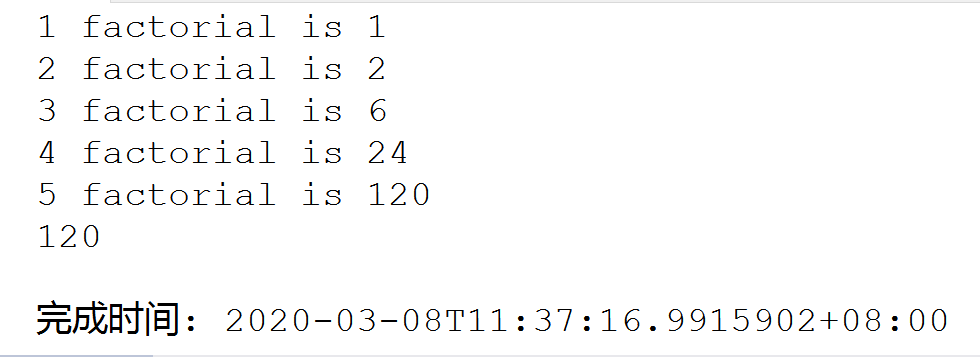 1 factorial is 1
2 factorial is 2
3 factorial is 6
4 factorial is 24
5 factorial is 120
120
完成时间： 2020-03-08T11:37:16.9915902+08:00